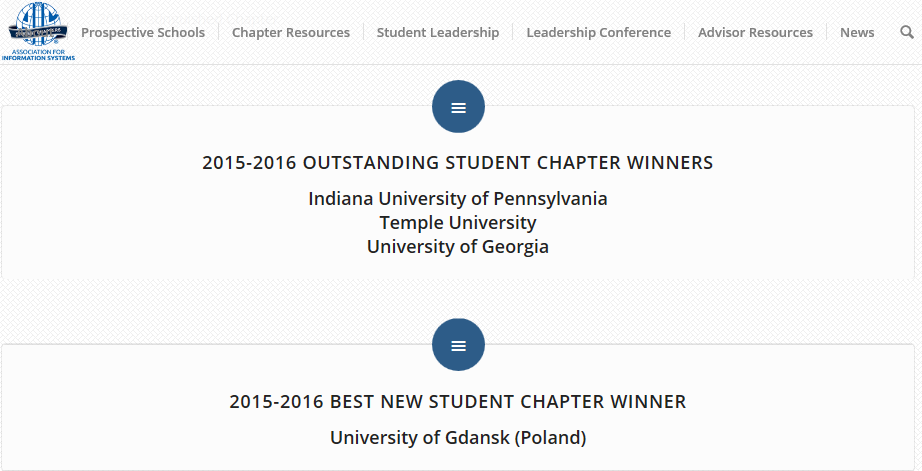 STUDENT CHAPTERS
ASSOCIATION FOR
INFORMATION SYSTEMS
Prospective Schools
Chapter Resources
Student Leadership
Leadership Conference
Advisor Resources
News
2015-2016 OUTSTANDING STUDENT CHAPTER WINNERS
Indiana University of Pennsylvania
Temple University
University of Georgia
2015-2016 BEST NEW STUDENT CHAPTER WINNER
University of Gdansk (Poland)